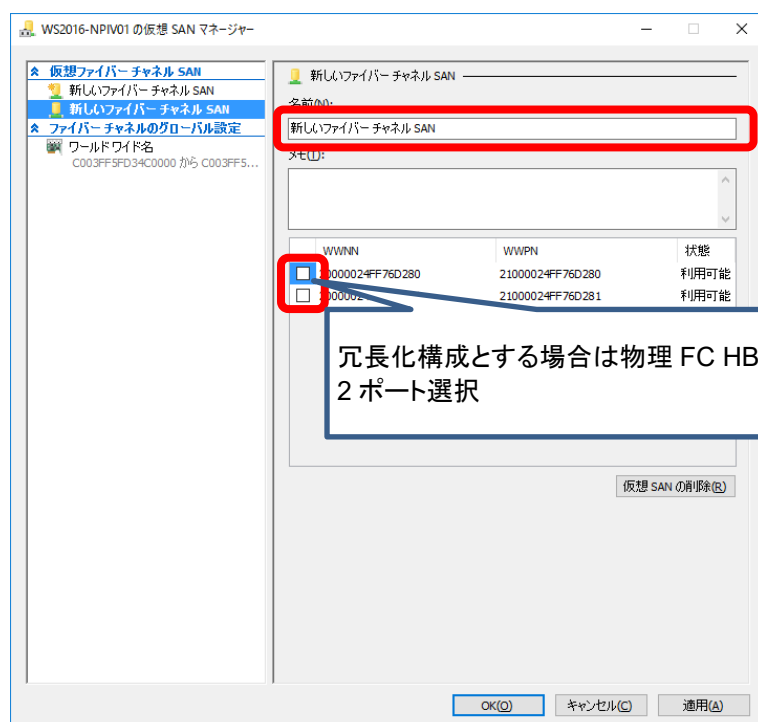 WS2016-NPIV01 の仮想 SAN マネージャー
仮想ファイバー チャネル SAN
新しいファイバー チャネル SAN
新しいファイバー チャネル SAN
ファイバー チャネルのグローバル設定
ワールド ワイド名
C003FF5FD34C0000 から C003FF5...
新しいファイバー チャネル SAN
名前(N):
新しいファイバー チャネル SAN
メモ(T):
WWNN WWPN 状態
20000024FF76D280 21000024FF76D280 利用可能
21000024FF76D281 利用可能
冗長化構成とする場合は物理 FC HB
2 ポート選択
仮想 SAN の削除(R)
OK(O) キャンセル(C) 適用(A)